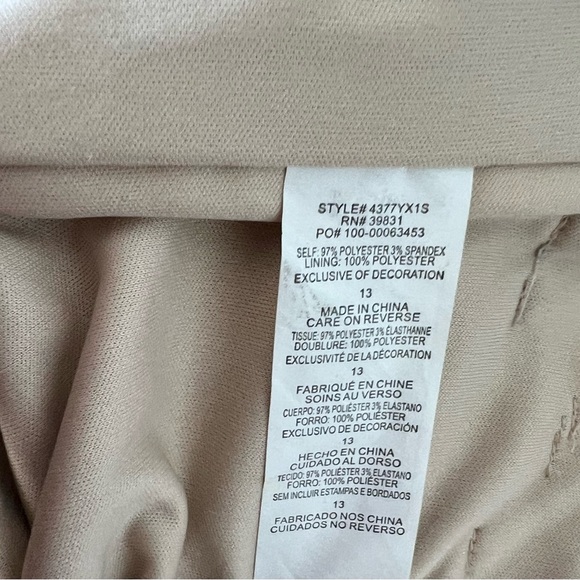 STYLE# 4377YX1S
RN# 39831
PO# 100-00063453
SELF: 97% POLYESTER 3% SPANDEX
LINING: 100% POLYESTER
EXCLUSIVE OF DECORATION
13
MADE IN CHINA
CARE ON REVERSE
TISSUE: 97% POLYESTER 3% ÉLASTHANNE
DOUBLURE: 100% POLYESTER
EXCLUSIVITÉ DE LA DÉCORATION
13
FABRIQUÉ EN CHINE
SOINS AU VERSO
CUERPO: 97% POLIÉSTER 3% ELASTANO
FORRO: 100% POLIÉSTER
EXCLUSIVO DE DECORACIÓN
13
HECHO EN CHINA
CUIDADO AL DORSO
TECIDO: 97% POLIÉSTER 3% ELASTANO
FORRO: 100% POLIÉSTER
SEM INCLUIR ESTAMPAS E BORDADOS
13
FABRICADO NOS CHINA
CUIDADOS NO REVERSO